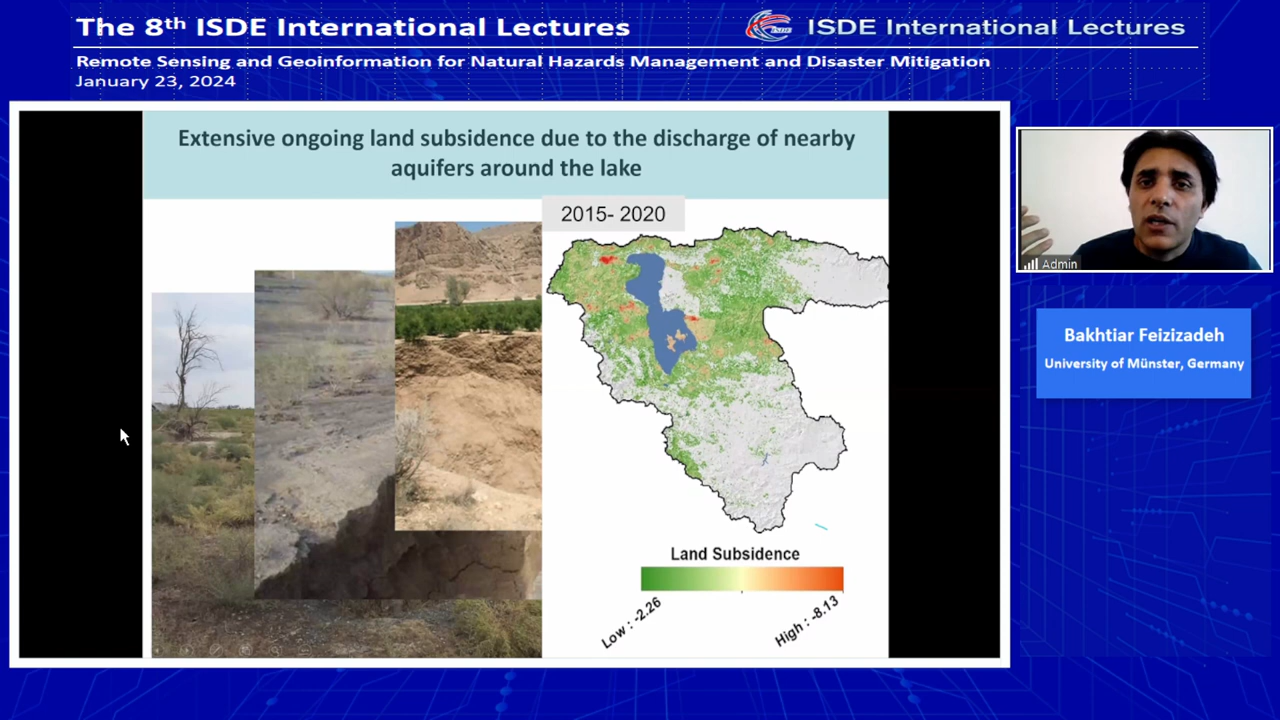 The 8th ISDE International Lectures
ISDE International Lectures
Remote Sensing and Geoinformation for Natural Hazards Management and Disaster Mitigation
January 23, 2024
Extensive ongoing land subsidence due to the discharge of nearby
aquifers around the lake
2015- 2020
Land Subsidence
Low : -2.26
High : -8.13
Admin
Bakhtiar Feizizadeh
University of Münster, Germany